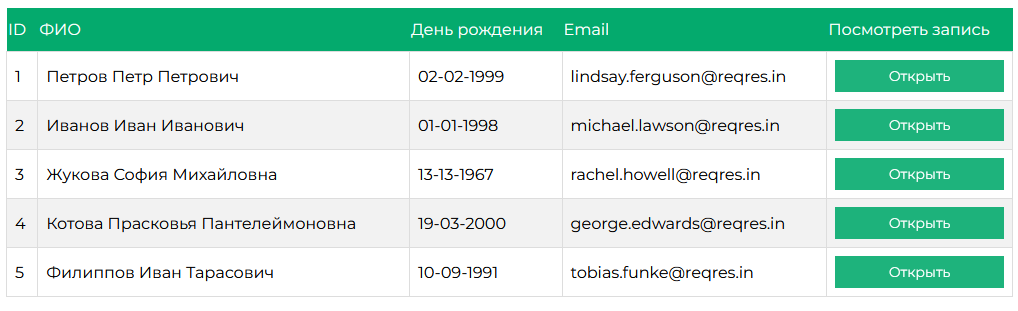 ID ФИО День рождения Email Посмотреть запись
1 Петров Петр Петрович 02-02-1999 lindsay.ferguson@reqres.in Открыть
2 Иванов Иван Иванович 01-01-1998 michael.lawson@reqres.in Открыть
3 Жукова София Михайловна 13-13-1967 rachel.howell@reqres.in Открыть
4 Котова Прасковья Пантелеймоновна 19-03-2000 george.edwards@reqres.in Открыть
5 Филиппов Иван Тарасович 10-09-1991 tobias.funke@reqres.in Открыть